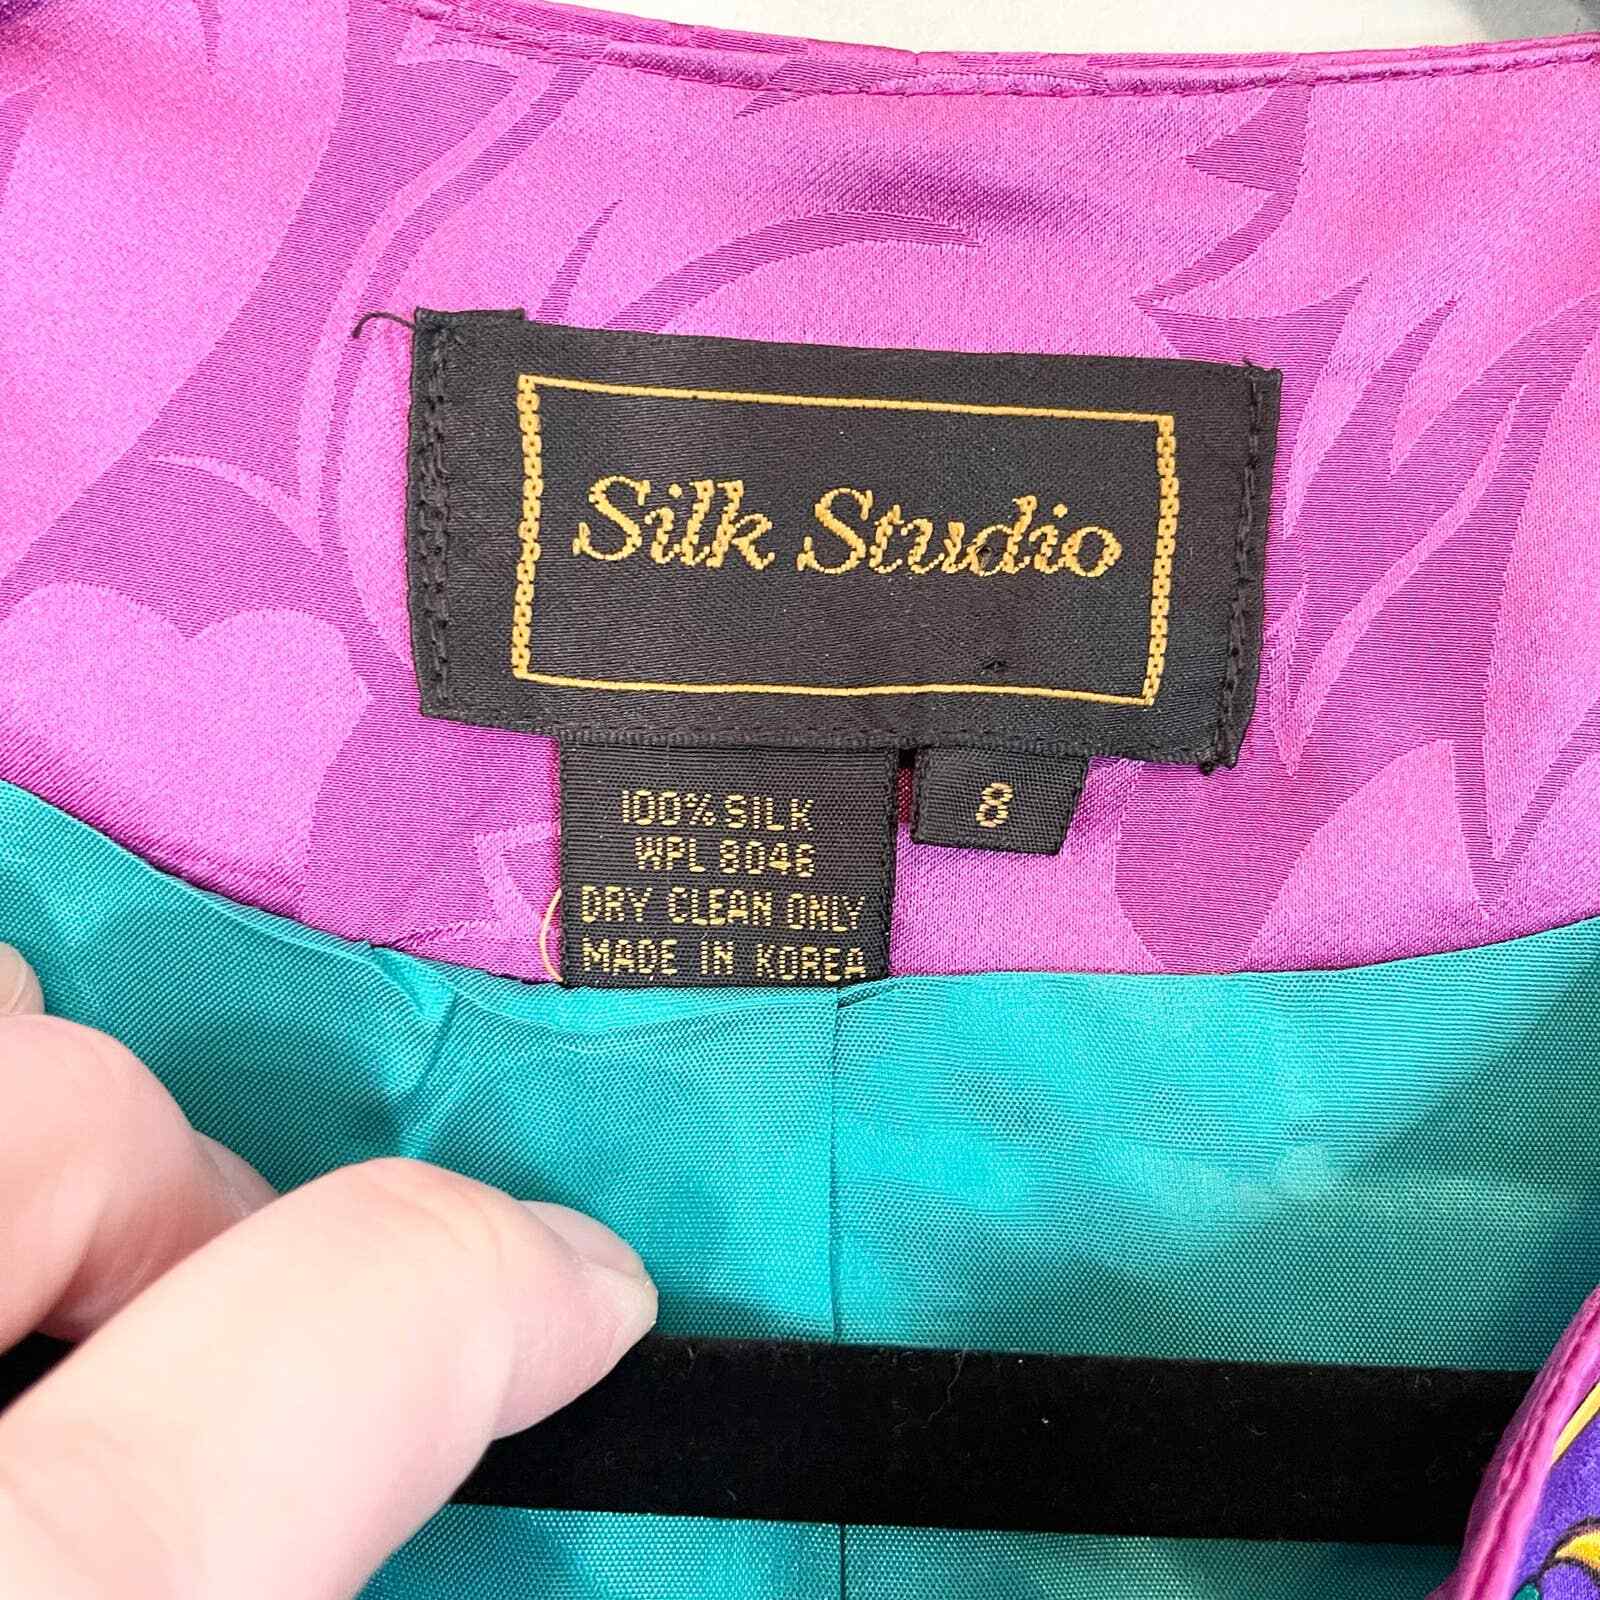 Silk Studio
8
100% SILK
WPL 8046
DRY CLEAN ONLY
MADE IN KOREA